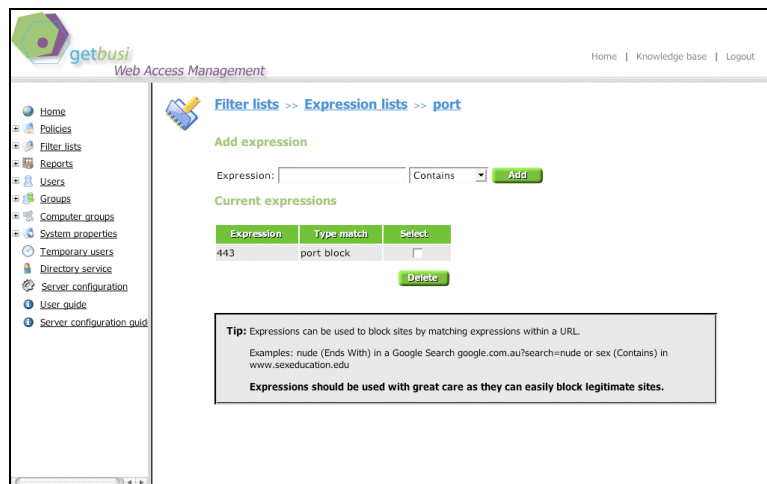 getbusi
Web Access Management
Home | Knowledge base | Logout
Home
Policies
Filter lists
Reports
Users
Groups
Computer groups
System properties
Temporary users
Directory service
Server configuration
User guide
Server configuration guid
Filter lists >> Expression lists >> port
Add expression
Expression: Contains Add
Current expressions
Expression Type match Select
443 port block
Delete
Tip: Expressions can be used to block sites by matching expressions within a URL.
Examples: nude (Ends With) in a Google Search google.com.au?search=nude or sex (Contains) in
www.sexeducation.edu
Expressions should be used with great care as they can easily block legitimate sites.